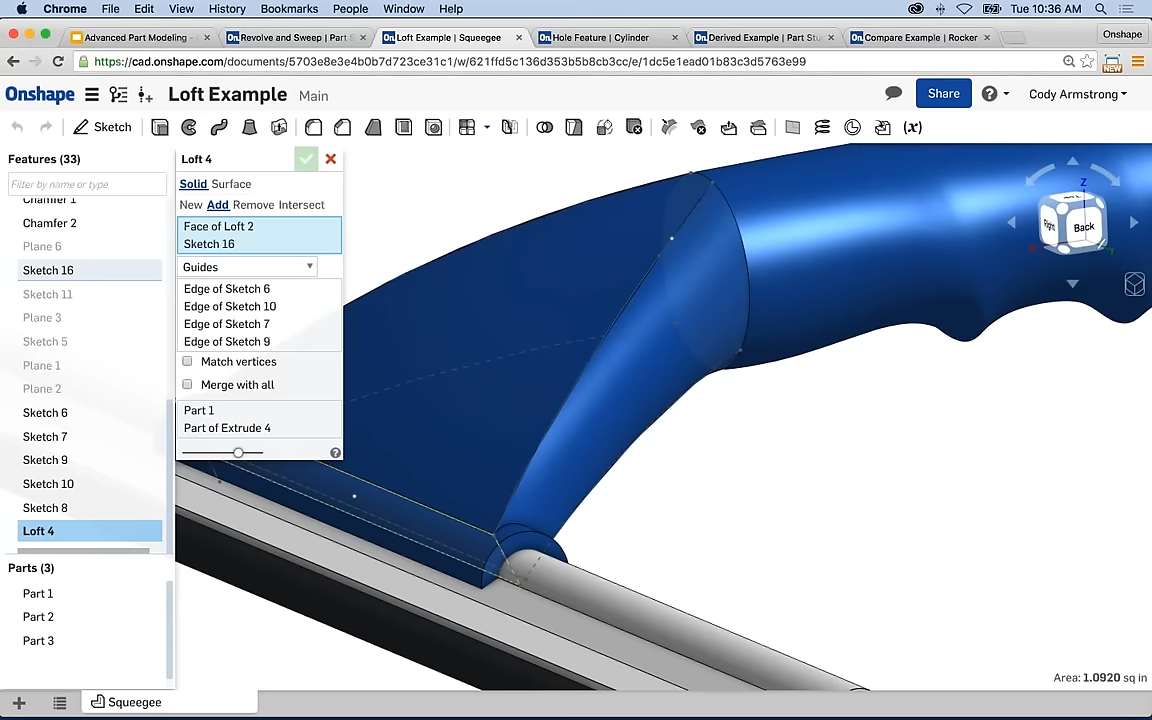 Chrome File Edit View History Bookmarks People Window Help Tue 10:36 AM
Advanced Part Modeling - Revolve and Sweep | Part S Loft Example | Squeegee Hole Feature | Cylinder Derived Example | Part Stu Compare Example | Rocker Onshape
https://cad.onshape.com/documents/5703e8e3e4b0b7d723ce31c1/w/621ffd5c136d353b5b8cb3cc/e/1dc5e1ead01b83c3d5763e99
NEW
Onshape Loft Example Main Share Cody Armstrong
Sketch (x)
Features (33)
Filter by name or type
Chamfer 1
Chamfer 2
Plane 6
Sketch 16
Sketch 11
Plane 3
Sketch 5
Plane 1
Plane 2
Sketch 6
Sketch 7
Sketch 9
Sketch 10
Sketch 8
Loft 4
Parts (3)
Part 1
Part 2
Part 3
Loft 4
Solid Surface
New Add Remove Intersect
Face of Loft 2
Sketch 16
Guides
Edge of Sketch 6
Edge of Sketch 10
Edge of Sketch 7
Edge of Sketch 9
Match vertices
Merge with all
Part 1
Part of Extrude 4
Z
Right Back
X Y
Area: 1.0920 sq in
Squeegee